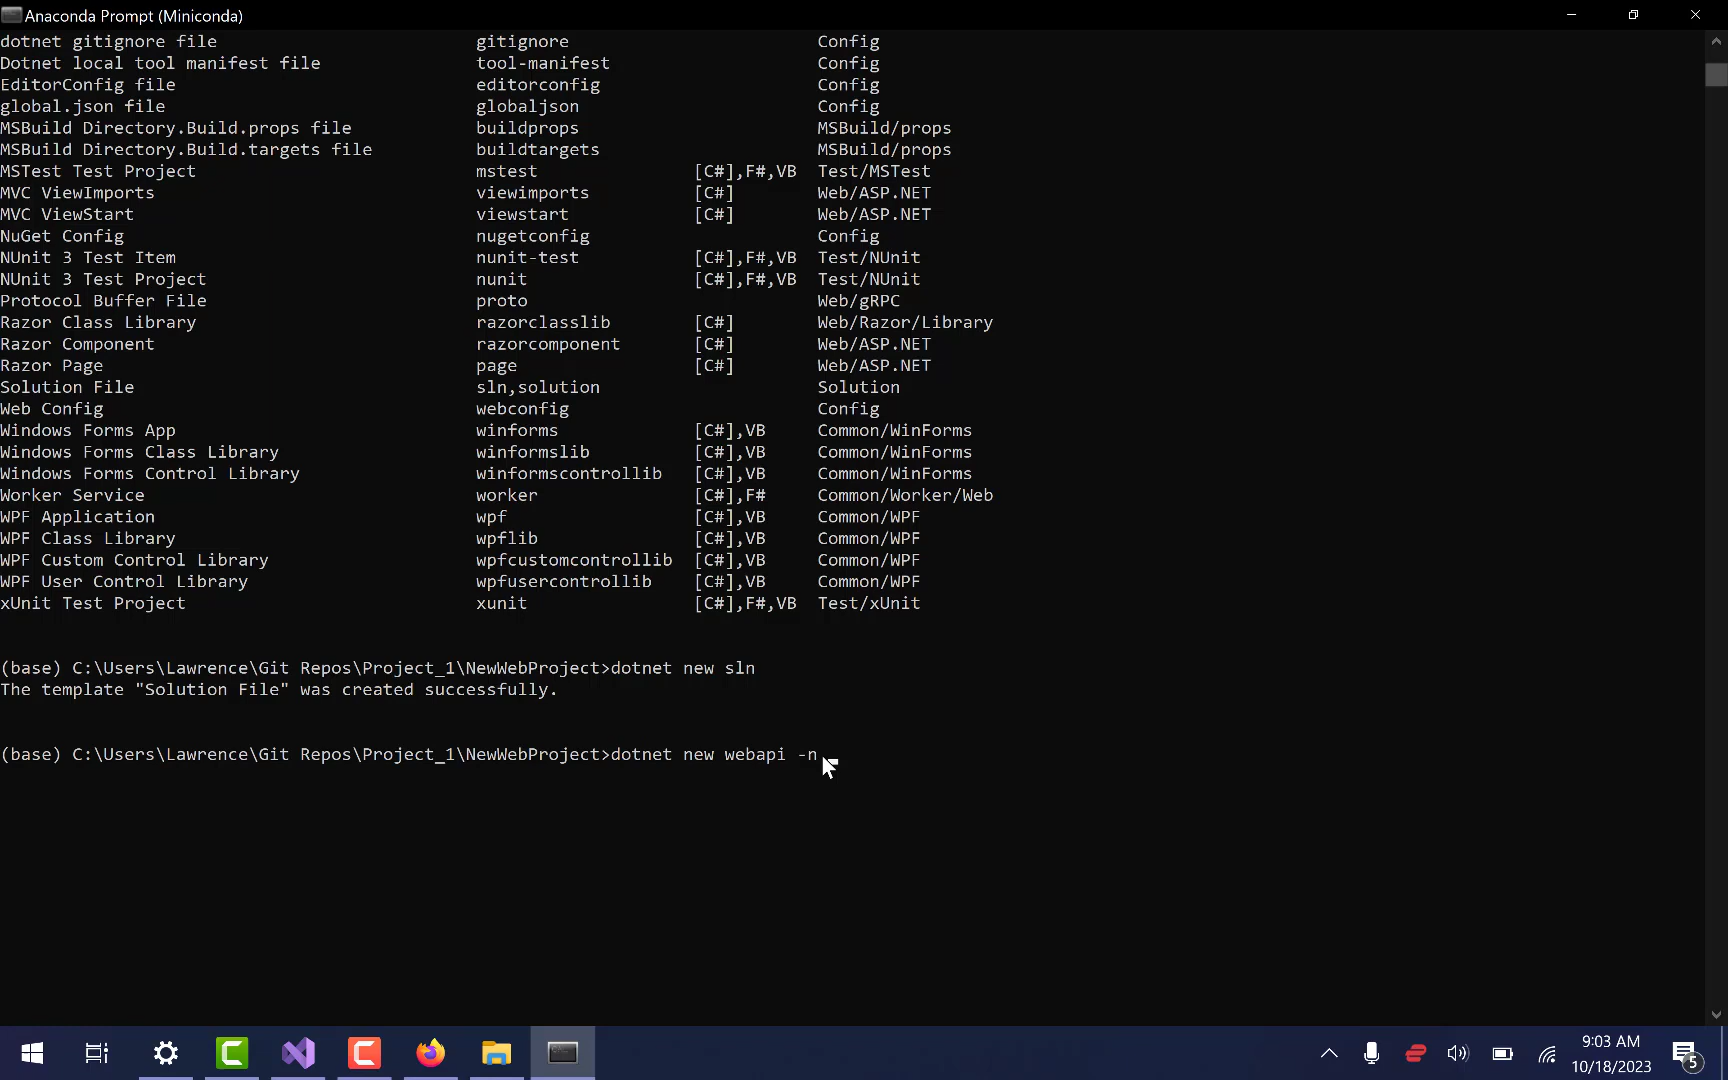 Anaconda Prompt (Miniconda)
dotnet gitignore file gitignore Config
Dotnet local tool manifest file tool-manifest Config
EditorConfig file editorconfig Config
global.json file globaljson Config
MSBuild Directory.Build.props file buildprops MSBuild/props
MSBuild Directory.Build.targets file buildtargets MSBuild/props
MSTest Test Project mstest [C#],F#,VB Test/MSTest
MVC ViewImports viewimports [C#] Web/ASP.NET
MVC ViewStart viewstart [C#] Web/ASP.NET
NuGet Config nugetconfig Config
NUnit 3 Test Item nunit-test [C#],F#,VB Test/NUnit
NUnit 3 Test Project nunit [C#],F#,VB Test/NUnit
Protocol Buffer File proto Web/gRPC
Razor Class Library razorclasslib [C#] Web/Razor/Library
Razor Component razorcomponent [C#] Web/ASP.NET
Razor Page page [C#] Web/ASP.NET
Solution File sln,solution Solution
Web Config webconfig Config
Windows Forms App winforms [C#],VB Common/WinForms
Windows Forms Class Library winformslib [C#],VB Common/WinForms
Windows Forms Control Library winformscontrollib [C#],VB Common/WinForms
Worker Service worker [C#],F# Common/Worker/Web
WPF Application wpf [C#],VB Common/WPF
WPF Class Library wpflib [C#],VB Common/WPF
WPF Custom Control Library wpfcustomcontrollib [C#],VB Common/WPF
WPF User Control Library wpfusercontrollib [C#],VB Common/WPF
xUnit Test Project xunit [C#],F#,VB Test/xUnit
(base) C:\Users\Lawrence\Git Repos\Project_1\NewWebProject>dotnet new sln
The template "Solution File" was created successfully.
(base) C:\Users\Lawrence\Git Repos\Project_1\NewWebProject>dotnet new webapi -n
9:03 AM
10/18/2023
5